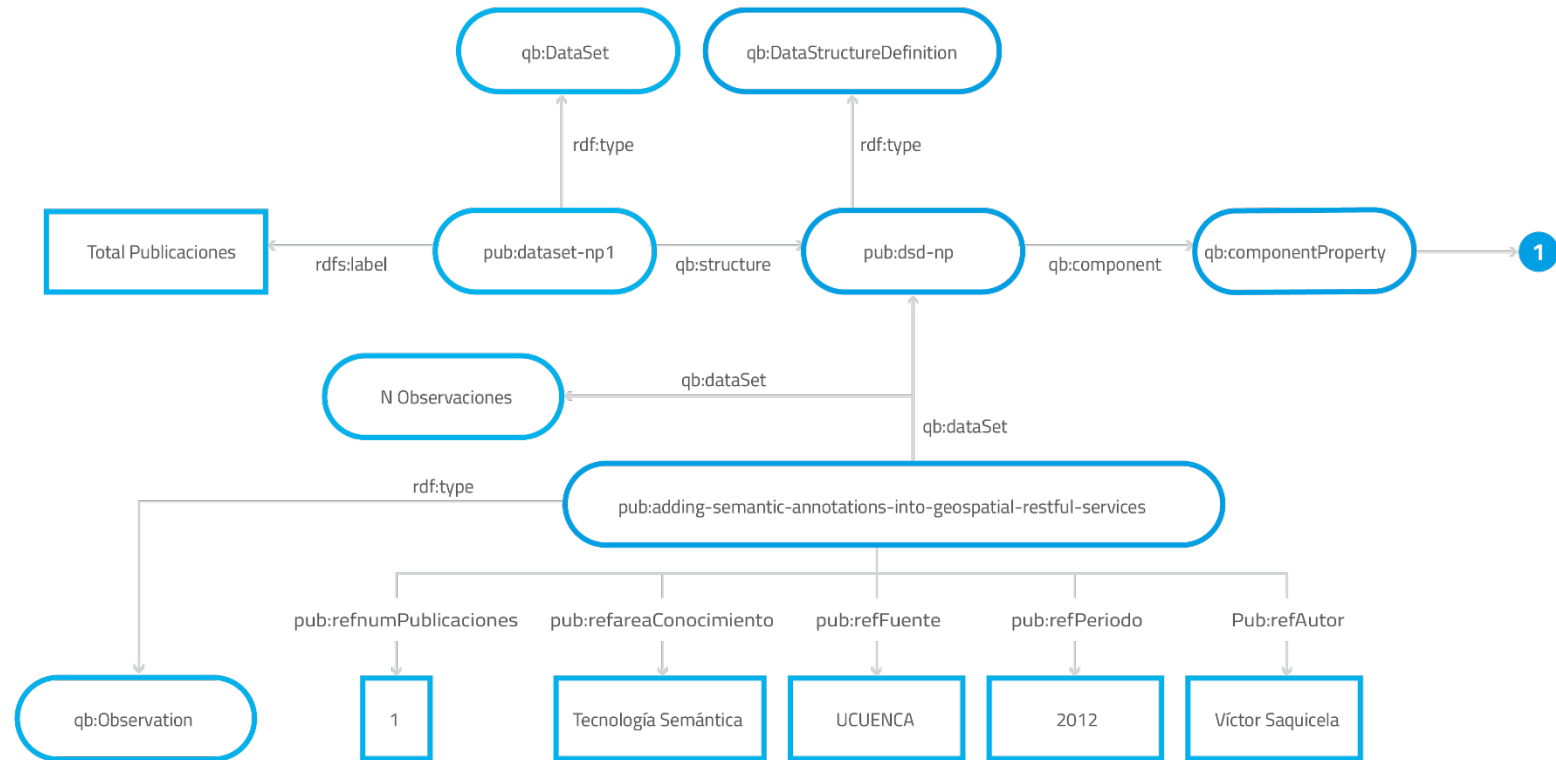 qb:DataSet
qb:DataStructureDefinition
rdf:type
rdf:type
Total Publicaciones
rdfs:label
pub:dataset-np1
qb:structure
pub:dsd-np
qb:component
qb:componentProperty
1
N Observaciones
qb:dataSet
qb:dataSet
rdf:type
pub:adding-semantic-annotations-into-geospatial-restful-services
pub:refnumPublicaciones
pub:refareaConocimiento
pub:refFuente
pub:refPeriodo
Pub:refAutor
qb:Observation
1
Tecnología Semántica
UCUENCA
2012
Víctor Saquicela